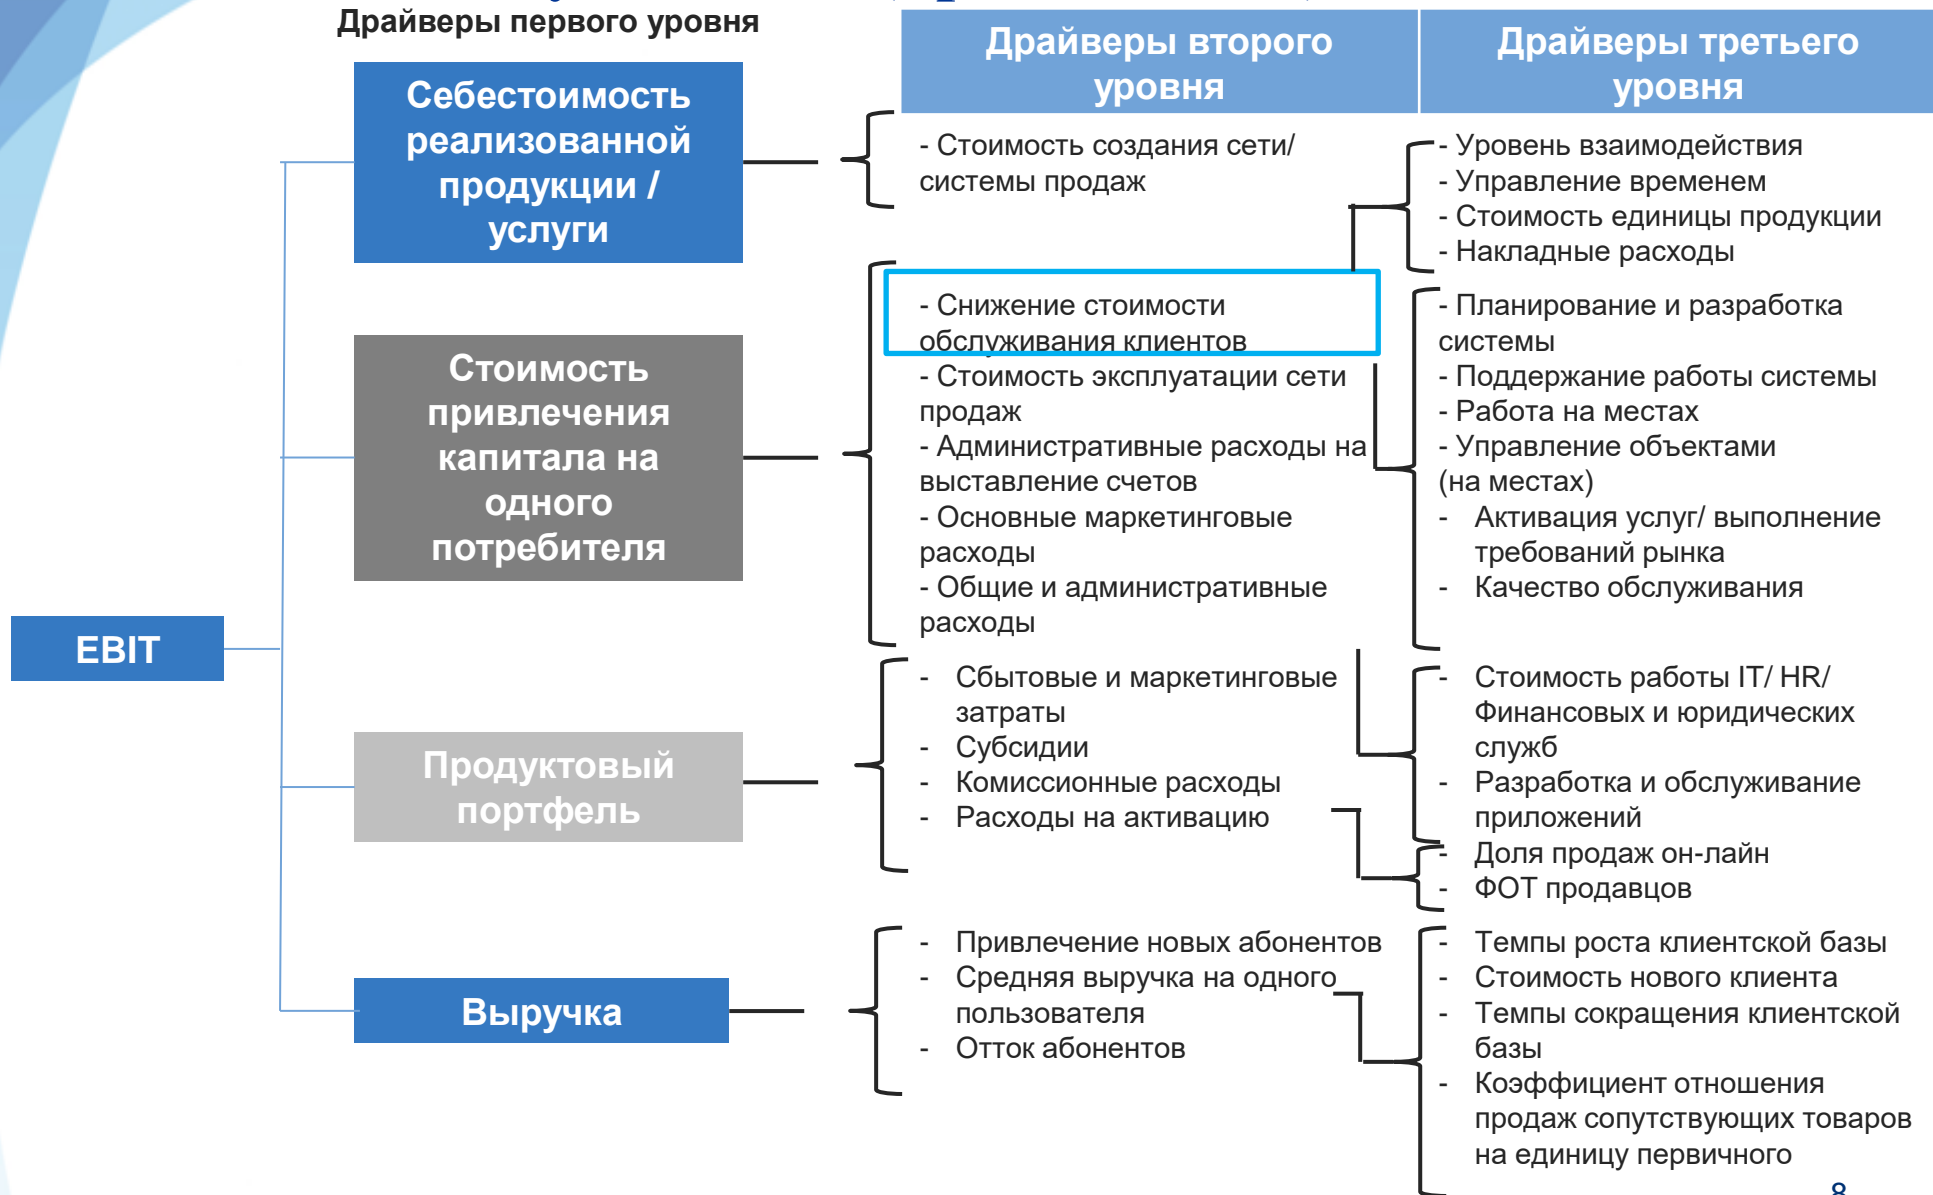 Драйверы первого уровня
Драйверы второго
уровня
Драйверы третьего
уровня
EBIT
Себестоимость
реализованной
продукции /
услуги
- Стоимость создания сети/
системы продаж
- Уровень взаимодействия
- Управление временем
- Стоимость единицы продукции
- Накладные расходы
Стоимость
привлечения
капитала на
одного
потребителя
- Снижение стоимости
обслуживания клиентов
- Стоимость эксплуатации сети
продаж
- Административные расходы на
выставление счетов
- Основные маркетинговые
расходы
- Общие и административные
расходы
- Планирование и разработка
системы
- Поддержание работы системы
- Работа на местах
- Управление объектами
(на местах)
- Активация услуг/ выполнение
требований рынка
- Качество обслуживания
Продуктовый
портфель
- Сбытовые и маркетинговые
затраты
- Субсидии
- Комиссионные расходы
- Расходы на активацию
- Стоимость работы IT/ HR/
Финансовых и юридических
служб
- Разработка и обслуживание
приложений
- Доля продаж он-лайн
- ФОТ продавцов
Выручка
- Привлечение новых абонентов
- Средняя выручка на одного
пользователя
- Отток абонентов
- Темпы роста клиентской базы
- Стоимость нового клиента
- Темпы сокращения клиентской
базы
- Коэффициент отношения
продаж сопутствующих товаров
на единицу первичного
8